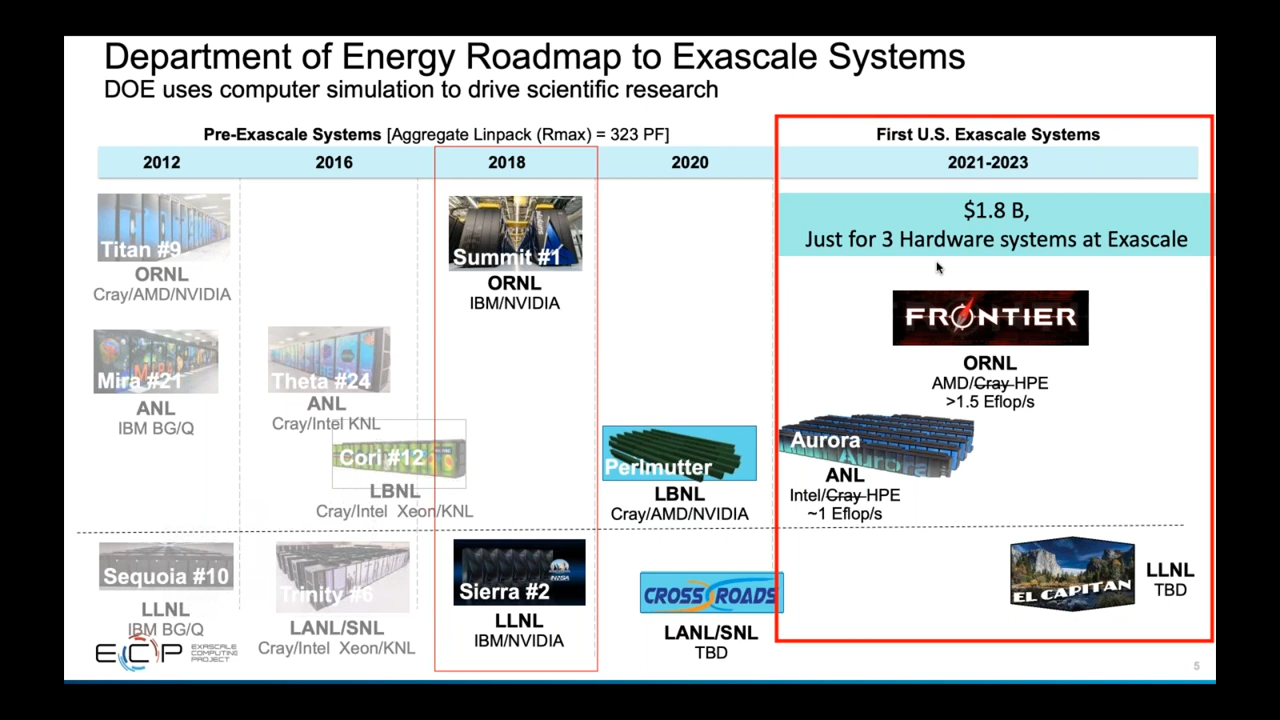 Department of Energy Roadmap to Exascale Systems
DOE uses computer simulation to drive scientific research
Pre-Exascale Systems [Aggregate Linpack (Rmax) = 323 PF]
First U.S. Exascale Systems
2012
2016
2018
2020
2021-2023
$1.8 B,
Just for 3 Hardware systems at Exascale
Titan #9
ORNL
Cray/AMD/NVIDIA
Summit #1
ORNL
IBM/NVIDIA
FRONTIER
ORNL
AMD/Cray HPE
>1.5 Eflop/s
Mira #21
ANL
IBM BG/Q
Theta #24
ANL
Cray/Intel KNL
Cori #12
LBNL
Cray/Intel Xeon/KNL
Perlmutter
LBNL
Cray/AMD/NVIDIA
Aurora
Aurora
ANL
Intel/Cray HPE
~1 Eflop/s
Sequoia #10
LLNL
IBM BG/Q
Trinity #6
LANL/SNL
Cray/Intel Xeon/KNL
Sierra #2
LLNL
IBM/NVIDIA
CROSSROADS
LANL/SNL
TBD
EL CAPITAN
LLNL
TBD
ECP
EXASCALE
COMPUTING
PROJECT
5